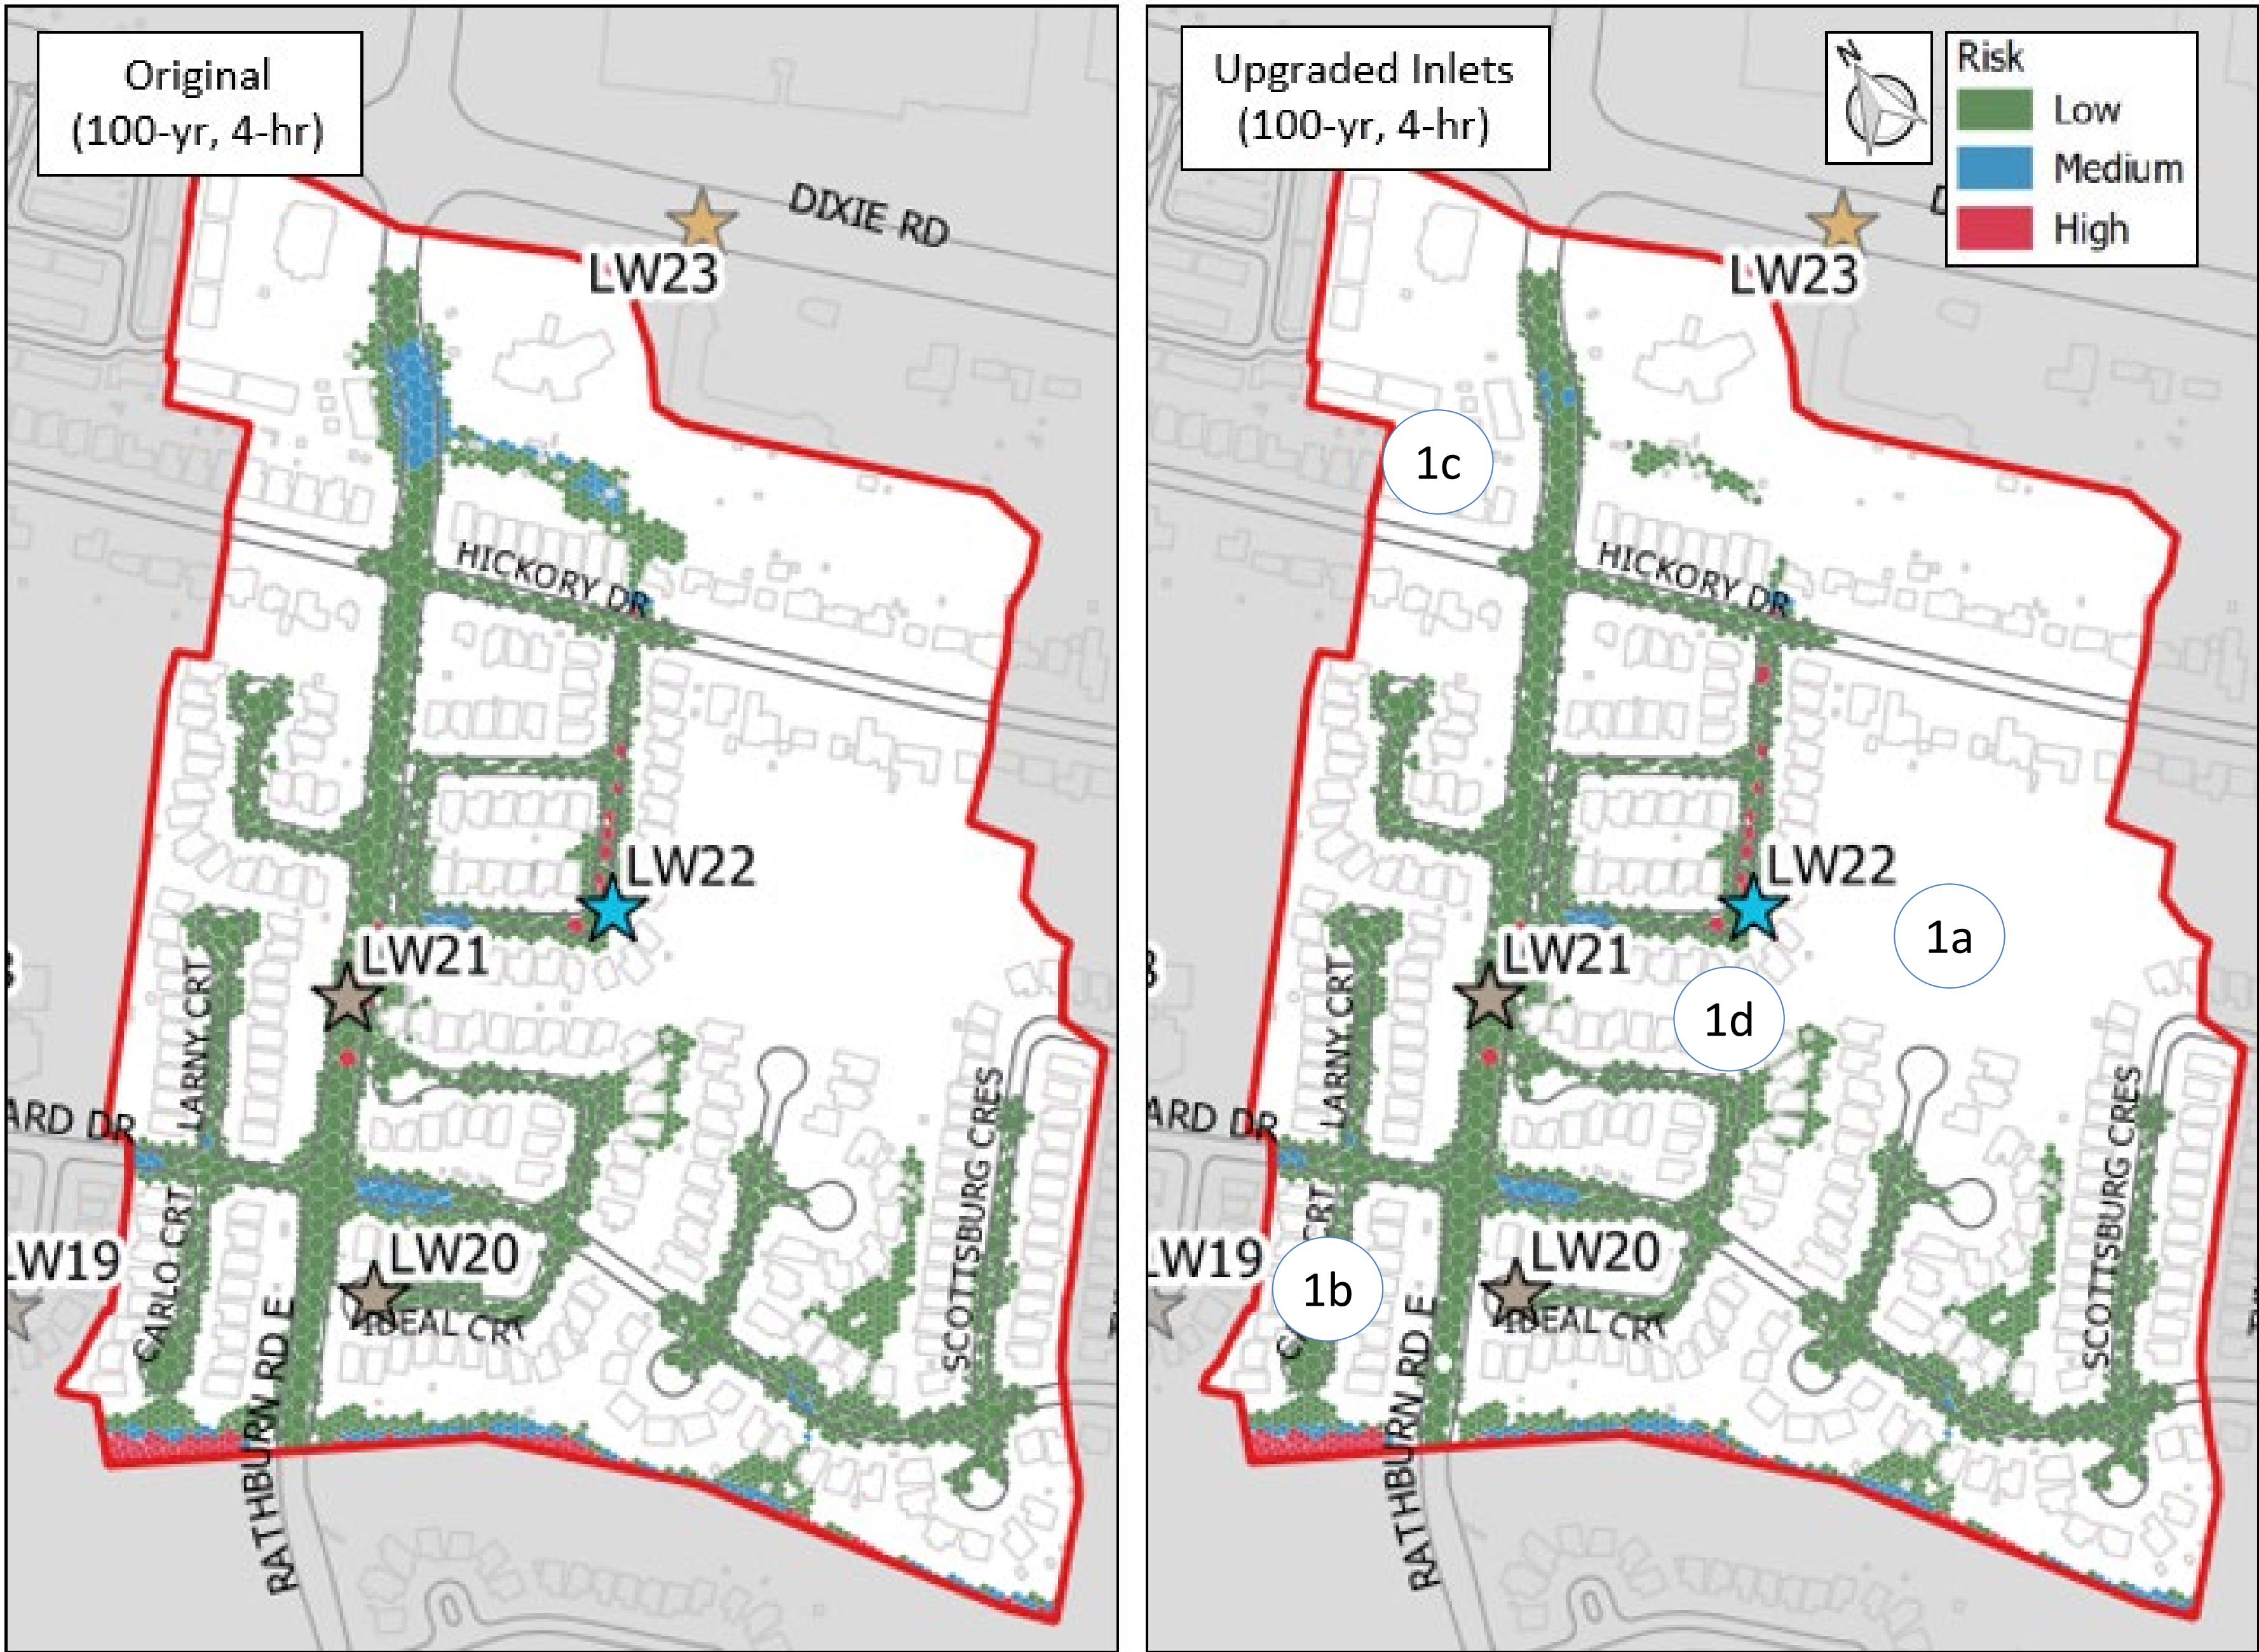 Original
(100-yr, 4-hr)
DIXIE RD
LW23
HICKORY DR
LW22
LW21
LARNY CRT
ARD DR
SCOTTSBURG CRES
CARLO CRT
LW20
LW19
IDEAL CRT
RATHBURN RD E
Upgraded Inlets
(100-yr, 4-hr)
N
Risk
Low
Medium
High
D
LW23
1c
HICKORY DR
LW22
1a
LW21
1d
LARNY CRT
ARD DR
SCOTTSBURG CRES
C
CRT
LW20
LW19
1b
IDEAL CRT
RATHBURN RD E